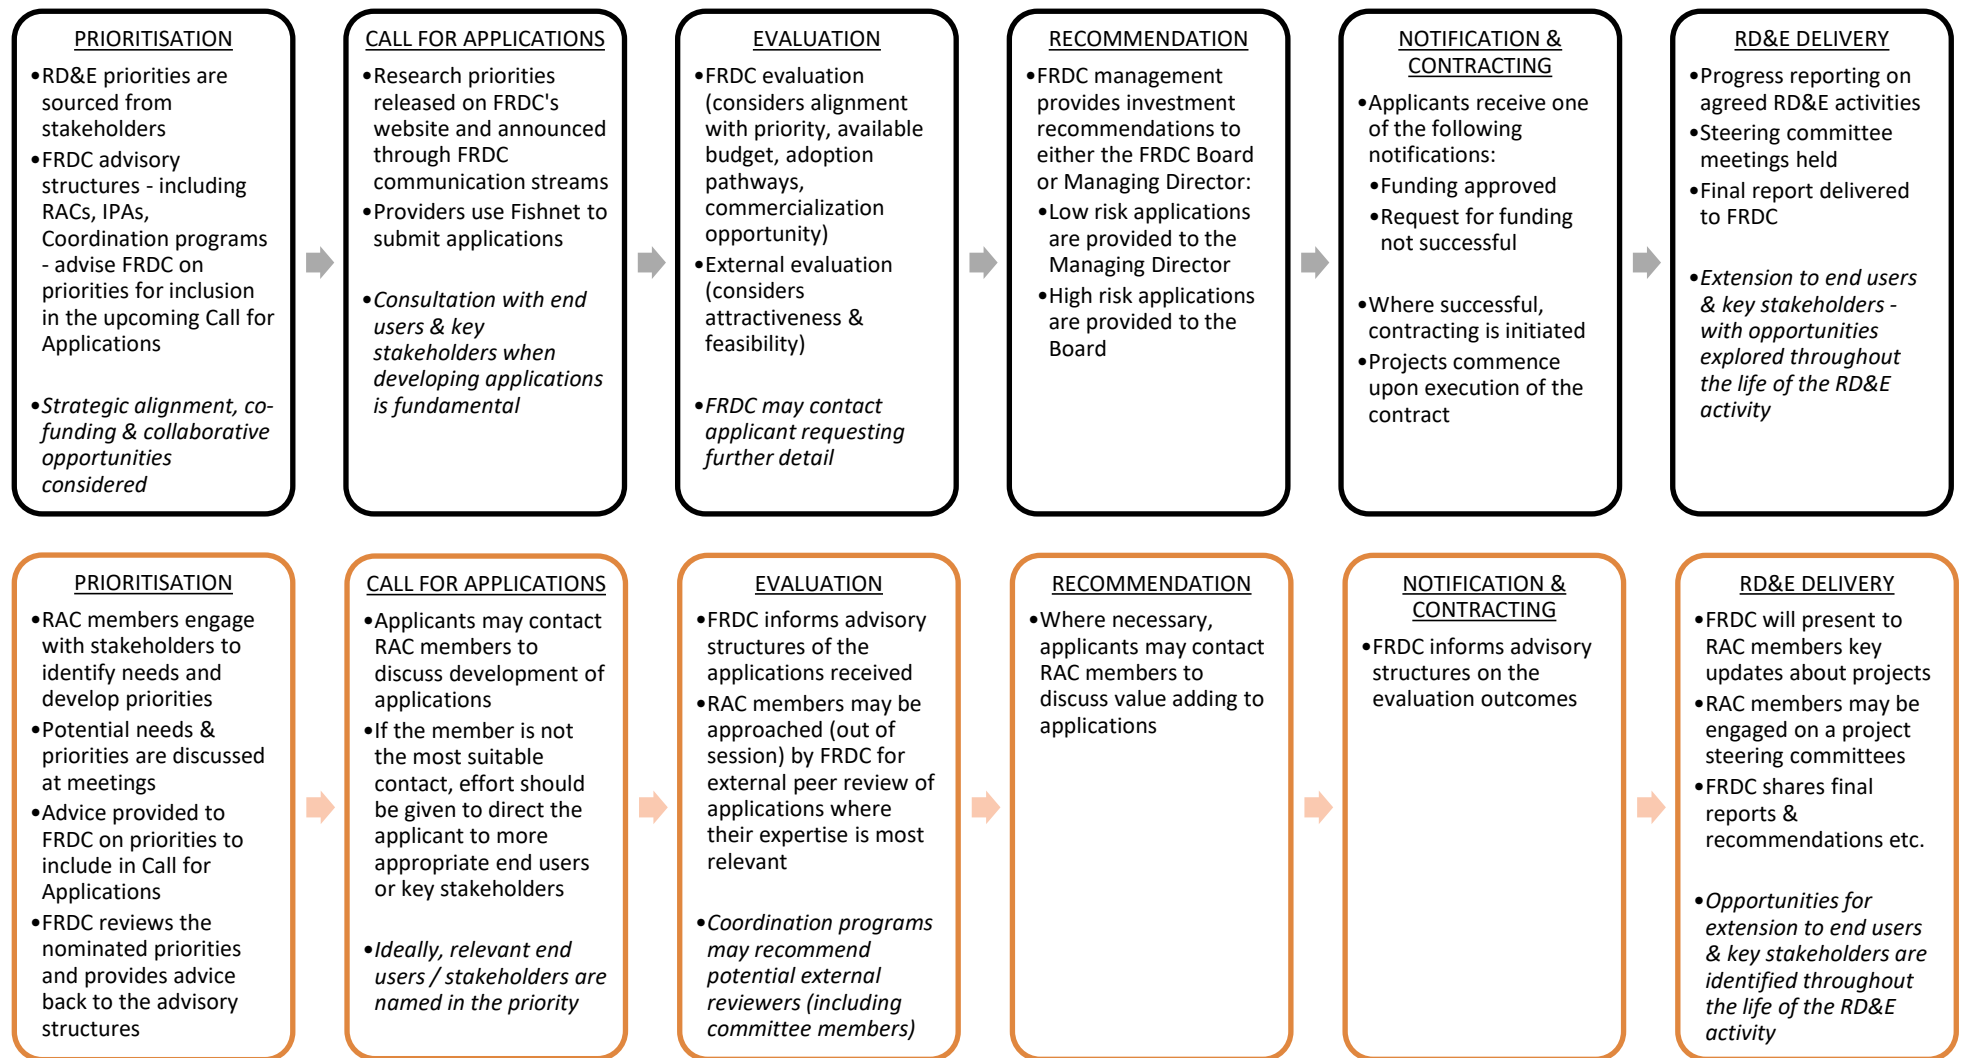 PRIORITISATION
•RD&E priorities are
sourced from
stakeholders
•FRDC advisory
structures - including
RACs, IPAs,
Coordination programs
- advise FRDC on
priorities for inclusion
in the upcoming Call for
Applications
•Strategic alignment, co-
funding & collaborative
opportunities
considered
CALL FOR APPLICATIONS
•Research priorities
released on FRDC's
website and announced
through FRDC
communication streams
•Providers use Fishnet to
submit applications
•Consultation with end
users & key
stakeholders when
developing applications
is fundamental
EVALUATION
•FRDC evaluation
(considers alignment
with priority, available
budget, adoption
pathways,
commercialization
opportunity)
•External evaluation
(considers
attractiveness &
feasibility)
•FRDC may contact
applicant requesting
further detail
RECOMMENDATION
•FRDC management
provides investment
recommendations to
either the FRDC Board
or Managing Director:
•Low risk applications
are provided to the
Managing Director
•High risk applications
are provided to the
Board
NOTIFICATION &
CONTRACTING
•Applicants receive one
of the following
notifications:
•Funding approved
•Request for funding
not successful
•Where successful,
contracting is initiated
•Projects commence
upon execution of the
contract
RD&E DELIVERY
•Progress reporting on
agreed RD&E activities
•Steering committee
meetings held
•Final report delivered
to FRDC
•Extension to end users
& key stakeholders -
with opportunities
explored throughout
the life of the RD&E
activity
PRIORITISATION
•RAC members engage
with stakeholders to
identify needs and
develop priorities
•Potential needs &
priorities are discussed
at meetings
•Advice provided to
FRDC on priorities to
include in Call for
Applications
•FRDC reviews the
nominated priorities
and provides advice
back to the advisory
structures
CALL FOR APPLICATIONS
•Applicants may contact
RAC members to
discuss development of
applications
•If the member is not
the most suitable
contact, effort should
be given to direct the
applicant to more
appropriate end users
or key stakeholders
•Ideally, relevant end
users / stakeholders are
named in the priority
EVALUATION
•FRDC informs advisory
structures of the
applications received
•RAC members may be
approached (out of
session) by FRDC for
external peer review of
applications where
their expertise is most
relevant
•Coordination programs
may recommend
potential external
reviewers (including
committee members)
RECOMMENDATION
•Where necessary,
applicants may contact
RAC members to
discuss value adding to
applications
NOTIFICATION &
CONTRACTING
•FRDC informs advisory
structures on the
evaluation outcomes
RD&E DELIVERY
•FRDC will present to
RAC members key
updates about projects
•RAC members may be
engaged on a project
steering committees
•FRDC shares final
reports &
recommendations etc.
•Opportunities for
extension to end users
& key stakeholders are
identified throughout
the life of the RD&E
activity